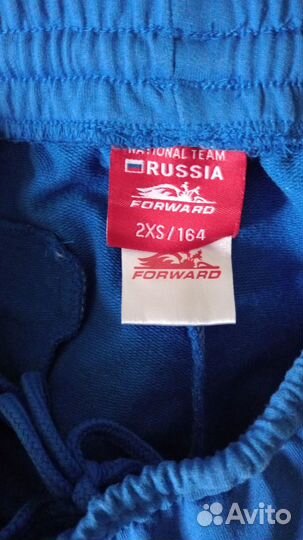 NATIONAL TEAM
RUSSIA
FORWARD
2XS/164
FORWARD
Avito